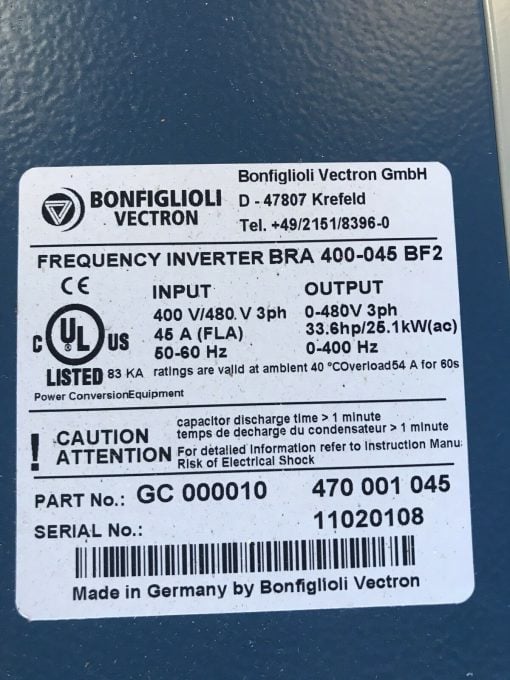 BONFIGLIOLI
VECTRON
Bonfiglioli Vectron GmbH
D - 47807 Krefeld
Tel. +49/2151/8396-0
FREQUENCY INVERTER BRA 400-045 BF2
CE
INPUT
400 V/480. V 3ph
45 A (FLA)
50-60 Hz
OUTPUT
0-480V 3ph
33.6hp/25.1kW(ac)
0-400 Hz
C UL US
LISTED 83 KA ratings are valid at ambient 40 °COverload54 A for 60s
Power ConversionEquipment
! CAUTION
ATTENTION
capacitor discharge time > 1 minute
temps de decharge du condensateur > 1 minute
For detailed Information refer to Instruction Manu
Risk of Electrical Shock
PART No.: GC 000010 470 001 045
SERIAL No.: 11020108
Made in Germany by Bonfiglioli Vectron